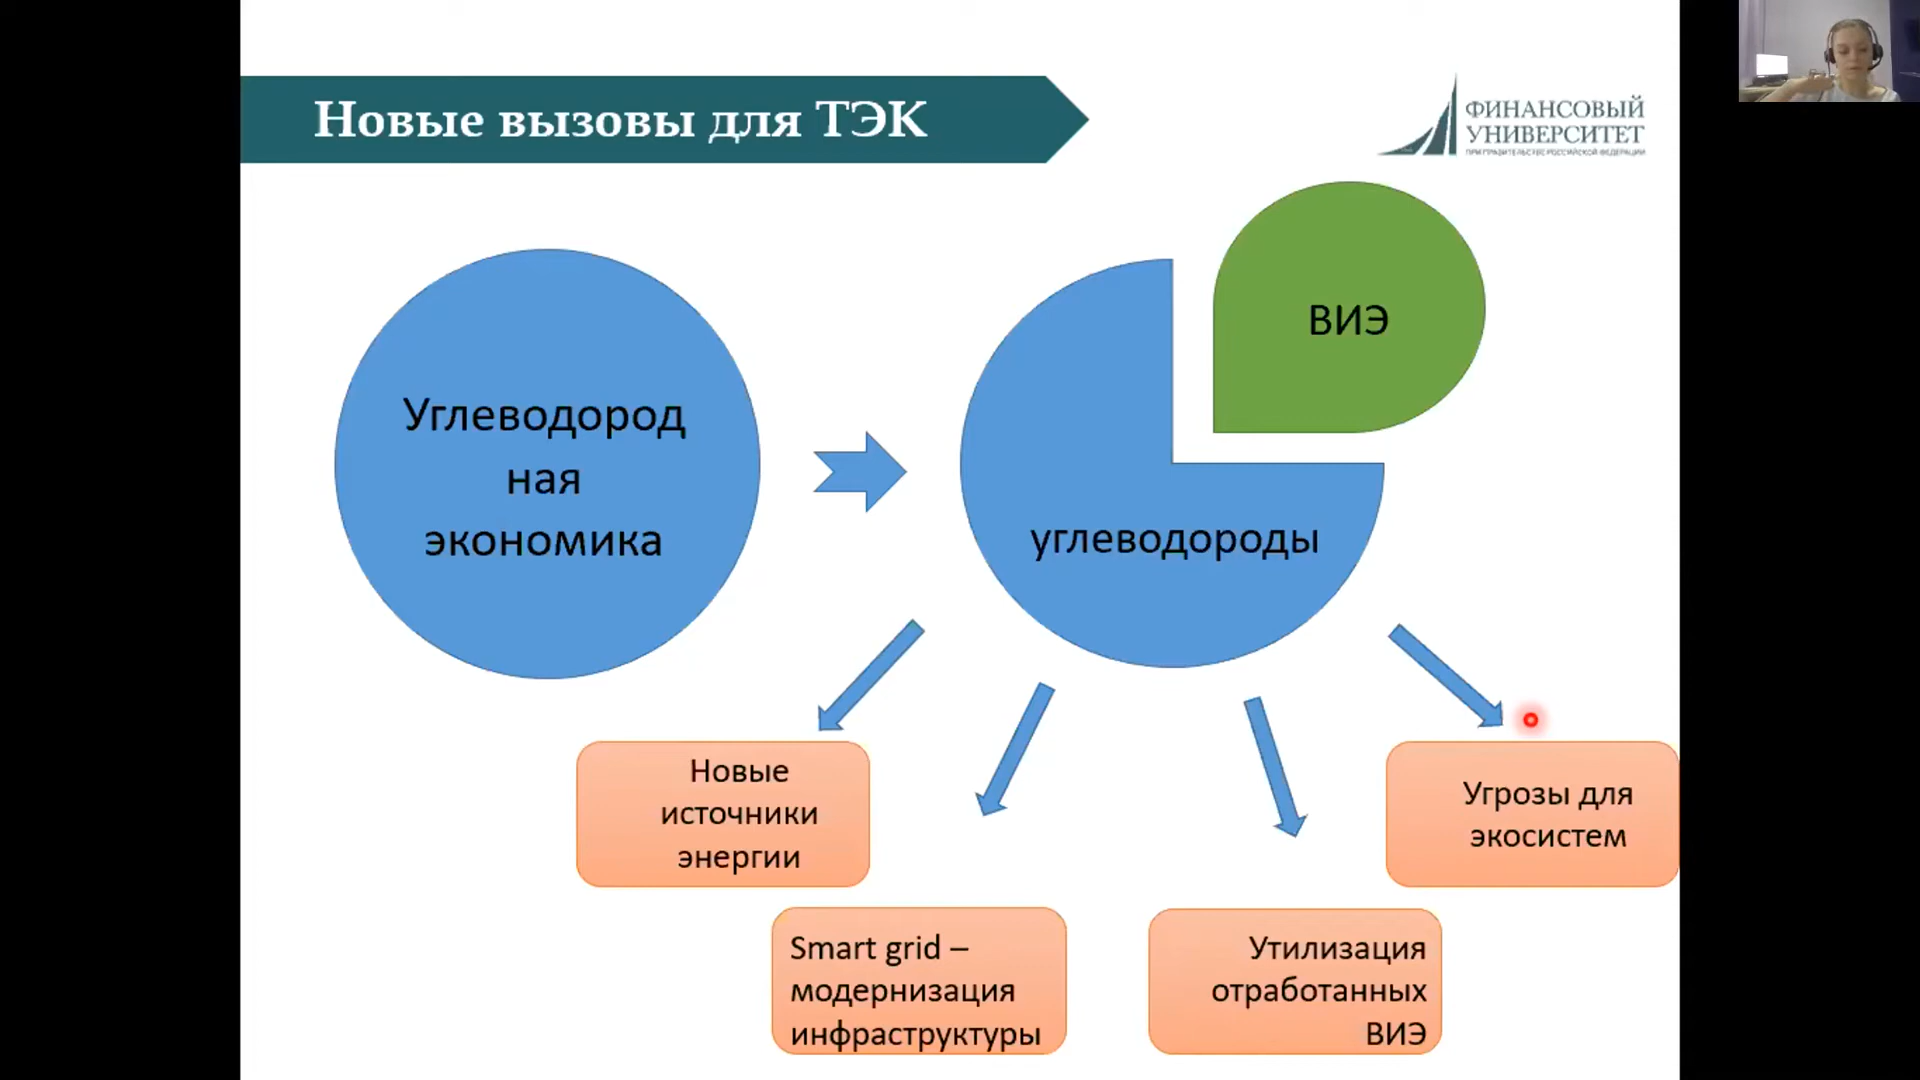 Новые вызовы для ТЭК
ФИНАНСОВЫЙ
УНИВЕРСИТЕТ
ПРИ ПРАВИТЕЛЬСТВЕ РОССИЙСКОЙ ФЕДЕРАЦИИ
ВИЭ
Углеводород
ная
экономика
углеводороды
Новые
источники
энергии
Угрозы для
экосистем
Smart grid –
модернизация
инфраструктуры
Утилизация
отработанных
ВИЭ